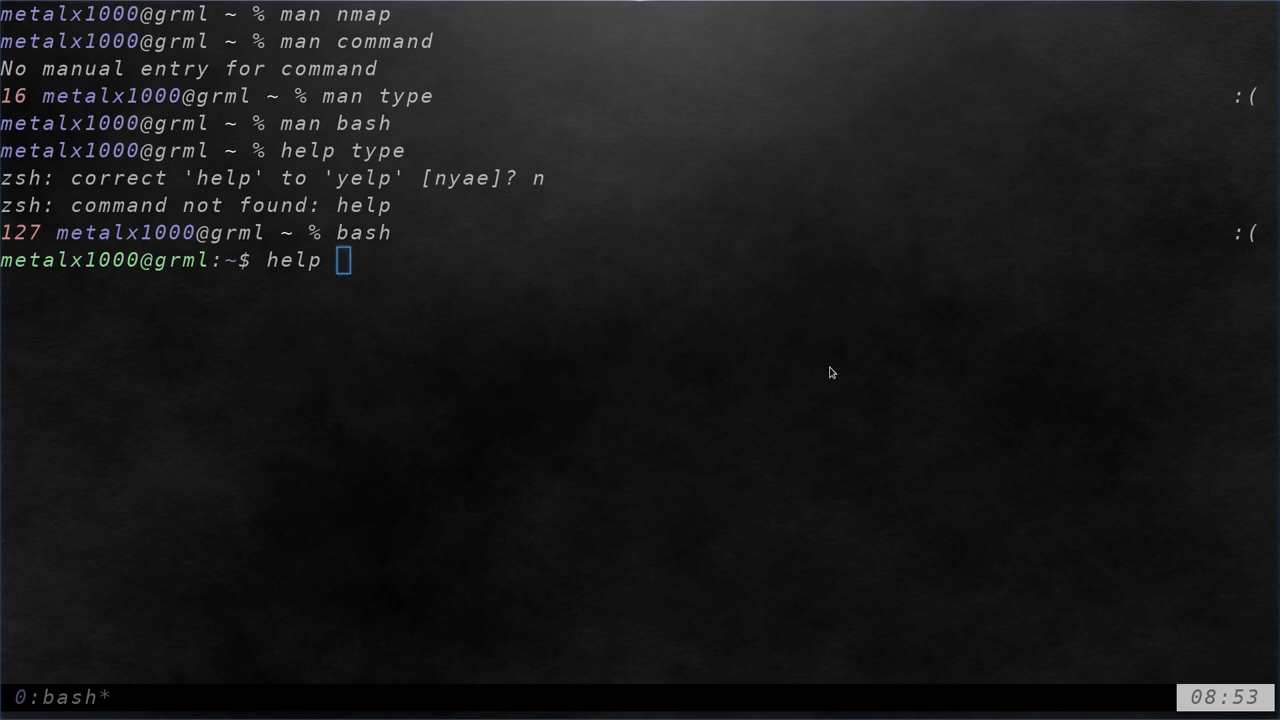 metalx1000@grml ~ % man nmap
metalx1000@grml ~ % man command
No manual entry for command
16 metalx1000@grml ~ % man type :(
metalx1000@grml ~ % man bash
metalx1000@grml ~ % help type
zsh: correct 'help' to 'yelp' [nyae]? n
zsh: command not found: help
127 metalx1000@grml ~ % bash :(
metalx1000@grml:~$ help
0:bash* 08:53